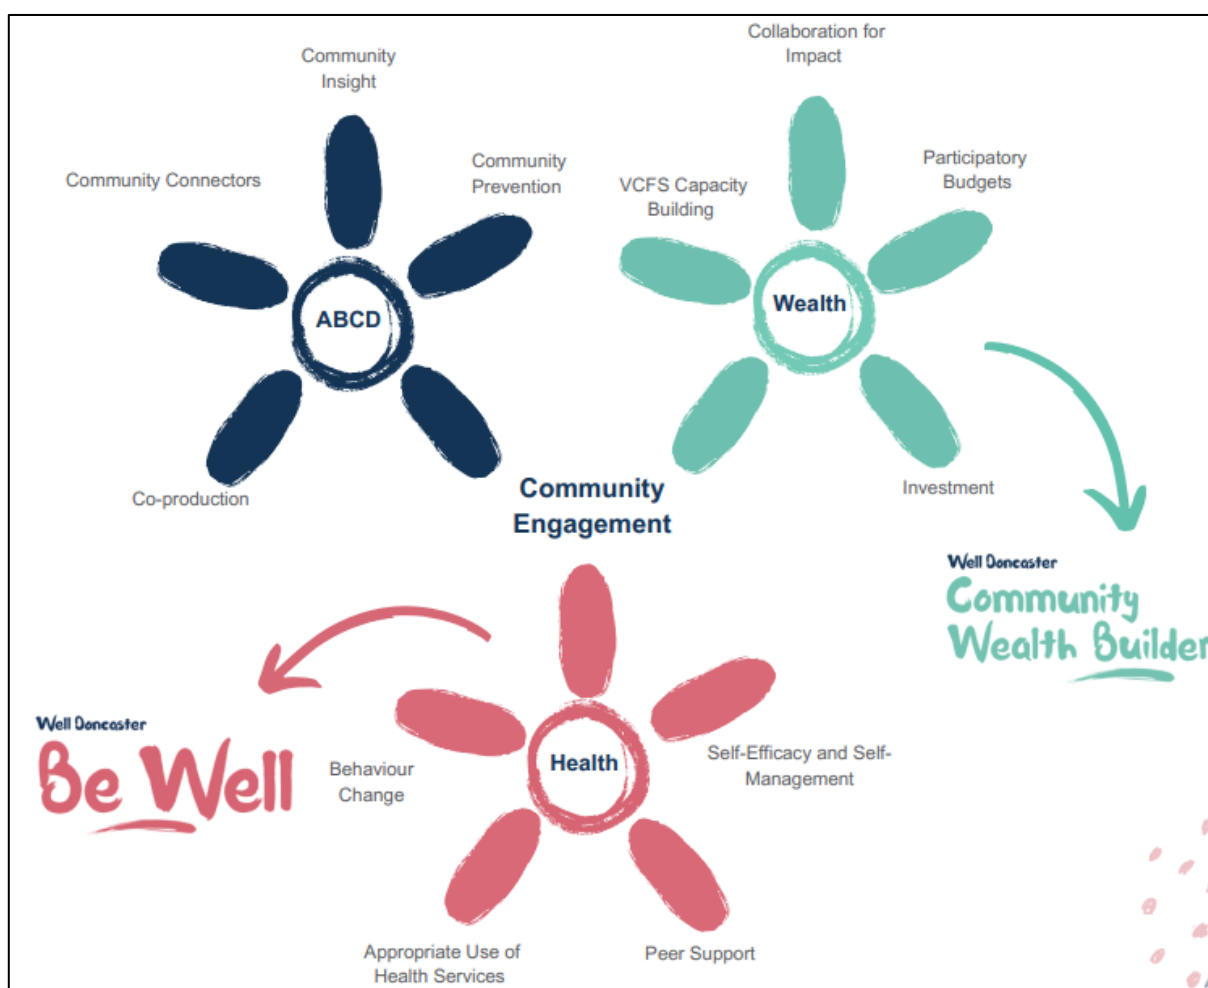 Community
Insight
Community Connectors
Community
Prevention
ABCD
Co-production
Collaboration for
Impact
VCFS Capacity
Building
Participatory
Budgets
Wealth
Investment
Community
Engagement
Well Doncaster
Community
Wealth Builder
Well Doncaster
Be Well
Behaviour
Change
Health
Self-Efficacy and Self-
Management
Appropriate Use of
Health Services
Peer Support